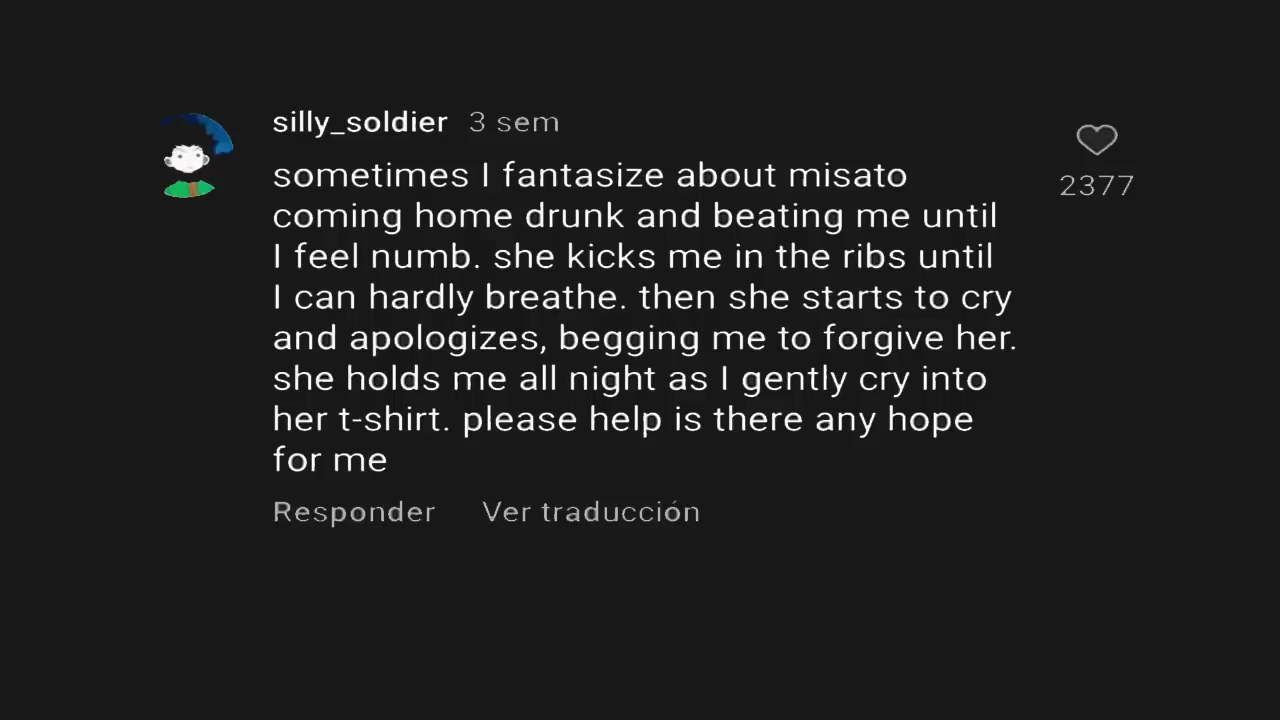 silly_soldier 3 sem
sometimes I fantasize about misato
coming home drunk and beating me until
I feel numb. she kicks me in the ribs until
I can hardly breathe. then she starts to cry
and apologizes, begging me to forgive her.
she holds me all night as I gently cry into
her t-shirt. please help is there any hope
for me
2377
Responder Ver traducción